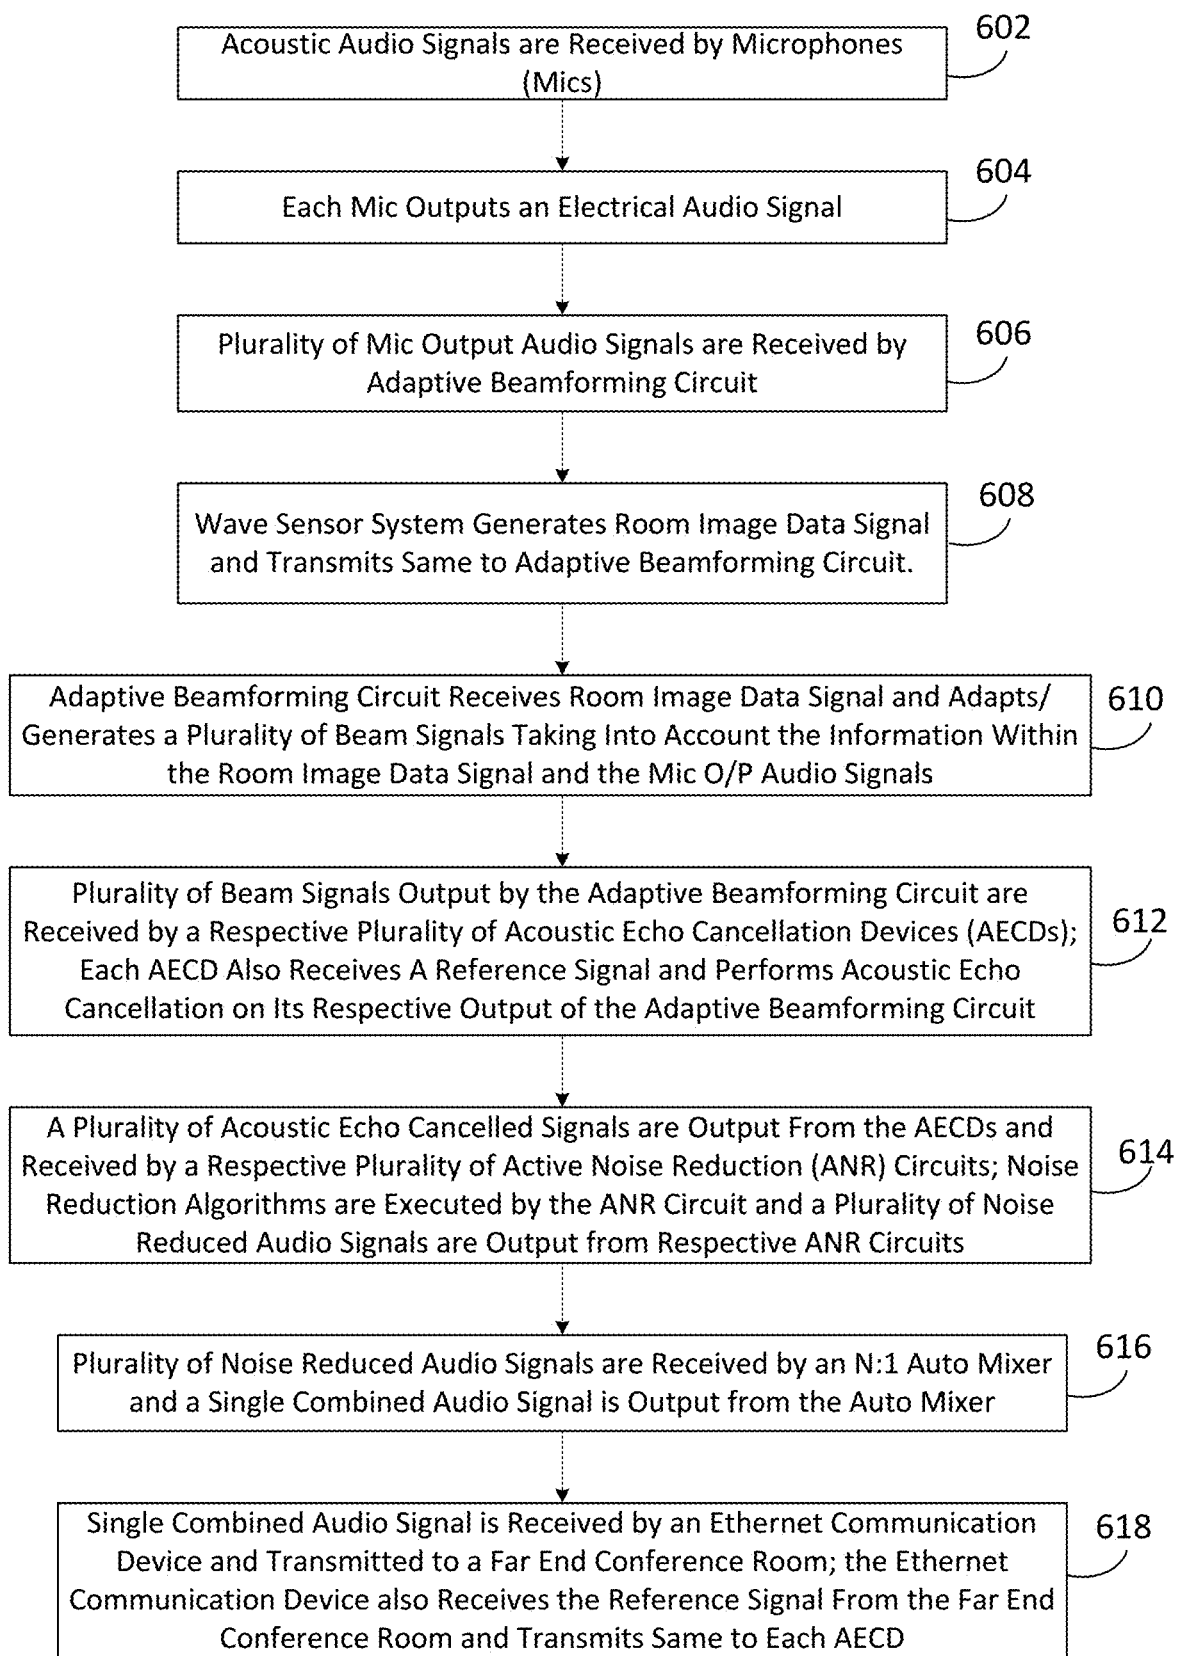 Acoustic Audio Signals are Received by Microphones
(Mics)
602
Each Mic Outputs an Electrical Audio Signal
604
Plurality of Mic Output Audio Signals are Received by
Adaptive Beamforming Circuit
606
Wave Sensor System Generates Room Image Data Signal
and Transmits Same to Adaptive Beamforming Circuit.
608
Adaptive Beamforming Circuit Receives Room Image Data Signal and Adapts/
Generates a Plurality of Beam Signals Taking Into Account the Information Within
the Room Image Data Signal and the Mic O/P Audio Signals
610
Plurality of Beam Signals Output by the Adaptive Beamforming Circuit are
Received by a Respective Plurality of Acoustic Echo Cancellation Devices (AECDs);
Each AECD Also Receives A Reference Signal and Performs Acoustic Echo
Cancellation on Its Respective Output of the Adaptive Beamforming Circuit
612
A Plurality of Acoustic Echo Cancelled Signals are Output From the AECDs and
Received by a Respective Plurality of Active Noise Reduction (ANR) Circuits; Noise
Reduction Algorithms are Executed by the ANR Circuit and a Plurality of Noise
Reduced Audio Signals are Output from Respective ANR Circuits
614
Plurality of Noise Reduced Audio Signals are Received by an N:1 Auto Mixer
and a Single Combined Audio Signal is Output from the Auto Mixer
616
Single Combined Audio Signal is Received by an Ethernet Communication
Device and Transmitted to a Far End Conference Room; the Ethernet
Communication Device also Receives the Reference Signal From the Far End
Conference Room and Transmits Same to Each AECD
618